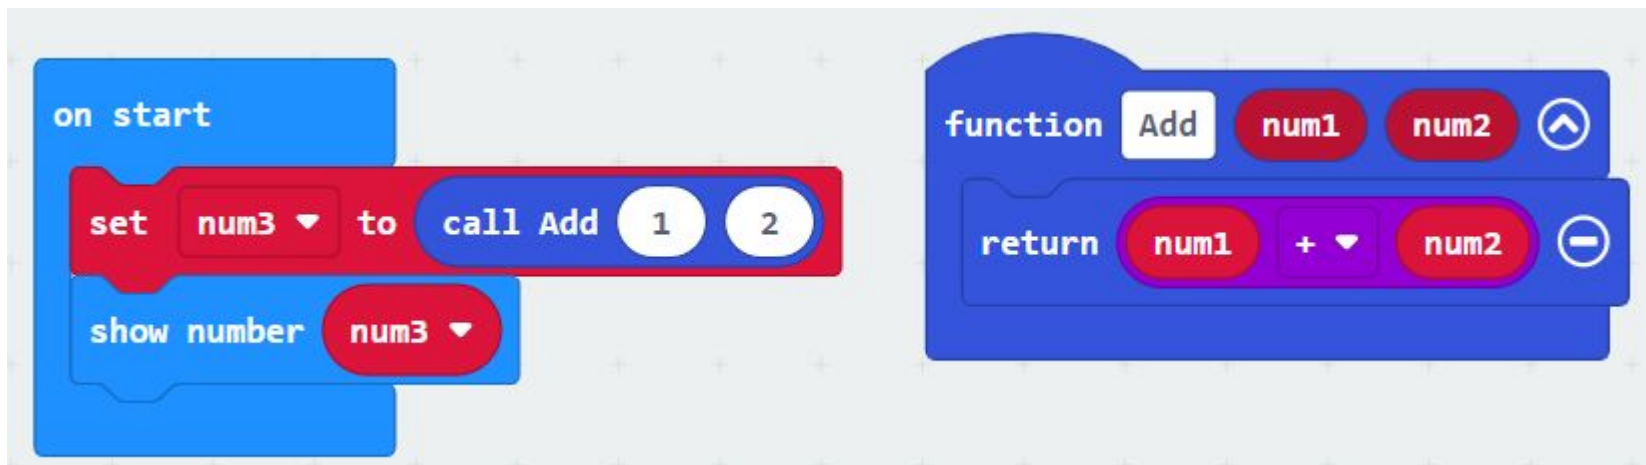 on start
set num3 to call Add 1 2
show number num3
function Add num1 num2
return num1 + num2